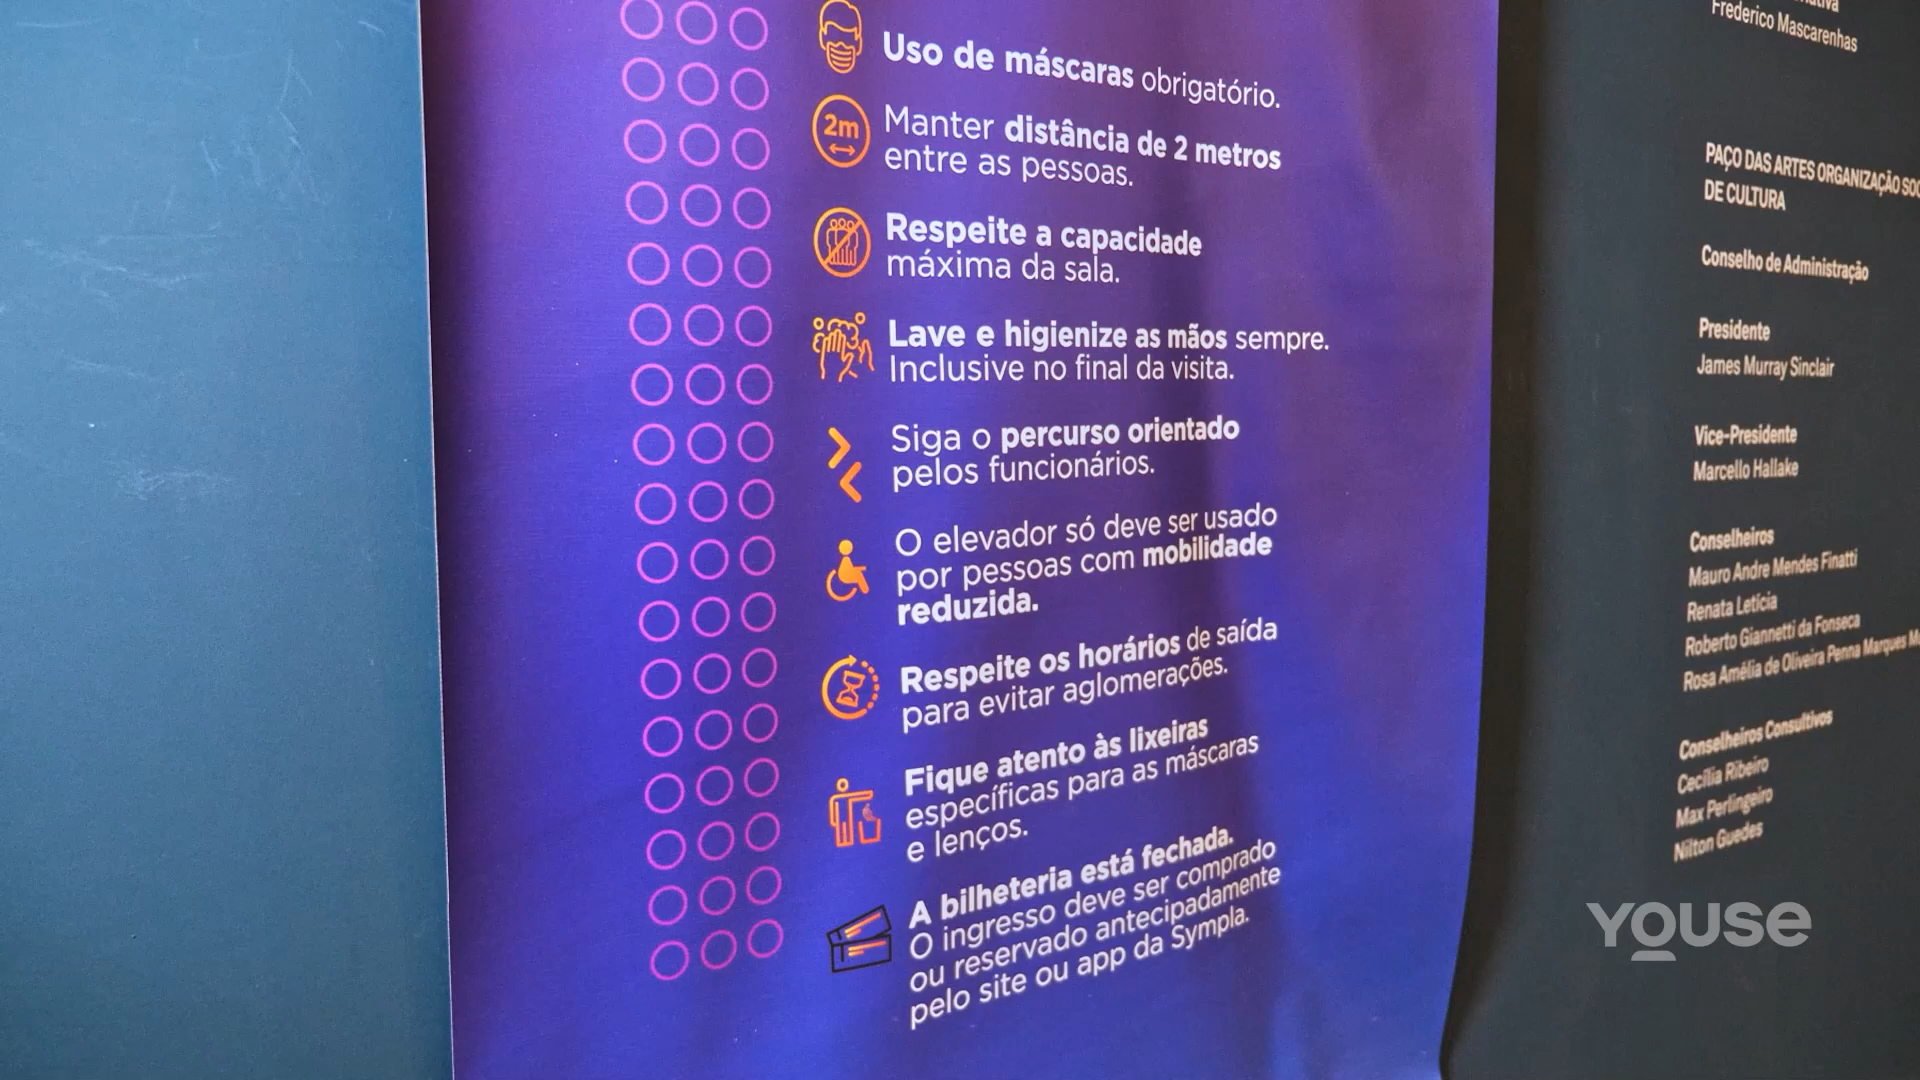 Uso de máscaras obrigatório.
2m
Manter distância de 2 metros
entre as pessoas.
Respeite a capacidade
máxima da sala.
Lave e higienize as mãos sempre.
Inclusive no final da visita.
Siga o percurso orientado
pelos funcionários.
O elevador só deve ser usado
por pessoas com mobilidade
reduzida.
Respeite os horários de saída
para evitar aglomerações.
Fique atento às lixeiras
específicas para as máscaras
e lenços.
A bilheteria está fechada.
O ingresso deve ser comprado
ou reservado antecipadamente
pelo site ou app da Sympla.
Frederico Mascarenhas
PAÇO DAS ARTES ORGANIZAÇÃO
DE CULTURA
Conselho de Administração
Presidente
James Murray Sinclair
Vice-Presidente
Marcello Hallake
Conselheiros
Mauro Andre Mendes Finatti
Renata Letícia
Roberto Giannetti da Fonseca
Rosa Amélia de Oliveira Penna Marques
Conselheiros Consultivos
Cecília Ribeiro
Max Perlingeiro
Nilton Guedes
youse